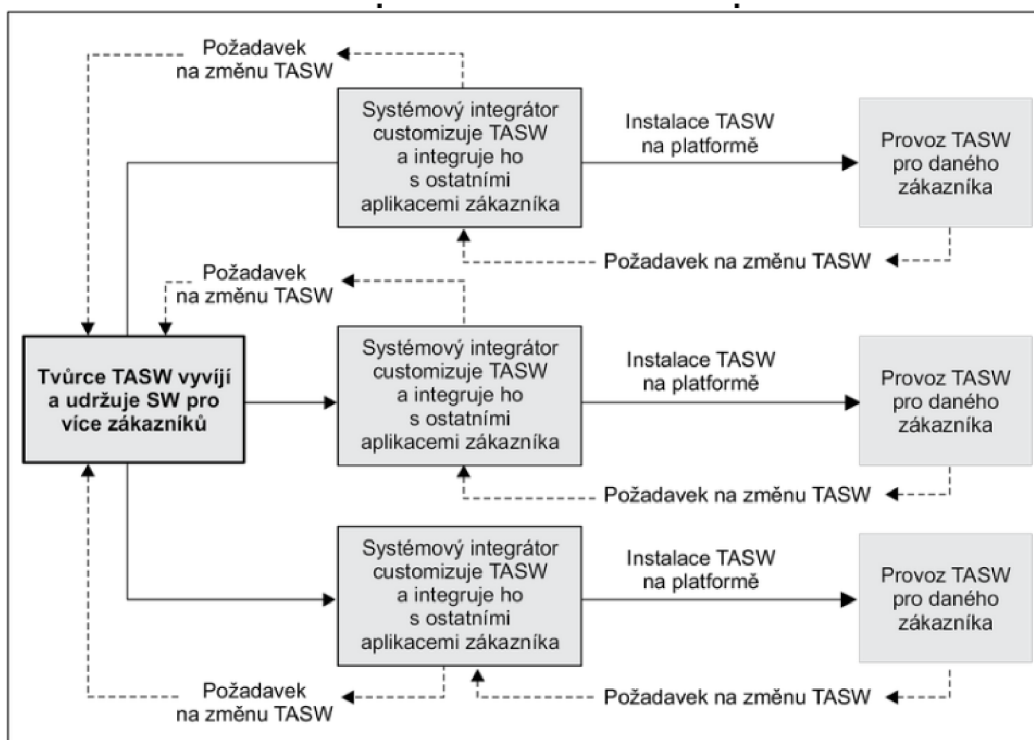 Požadavek
na změnu TASW
Systémový integrátor
customizuje TASW
a integruje ho
s ostatními
aplikacemi zákazníka
Instalace TASW
na platformě
Provoz TASW
pro daného
zákazníka
Požadavek na změnu TASW
Požadavek
na změnu TASW
Tvůrce TASW vyvíjí
a udržuje SW pro
více zákazníků
Systémový integrátor
customizuje TASW
a integruje ho
s ostatními
aplikacemi zákazníka
Instalace TASW
na platformě
Provoz TASW
pro daného
zákazníka
Požadavek na změnu TASW
Systémový integrátor
customizuje TASW
a integruje ho
s ostatními
aplikacemi zákazníka
Instalace TASW
na platformě
Provoz TASW
pro daného
zákazníka
Požadavek
na změnu TASW
Požadavek na změnu TASW